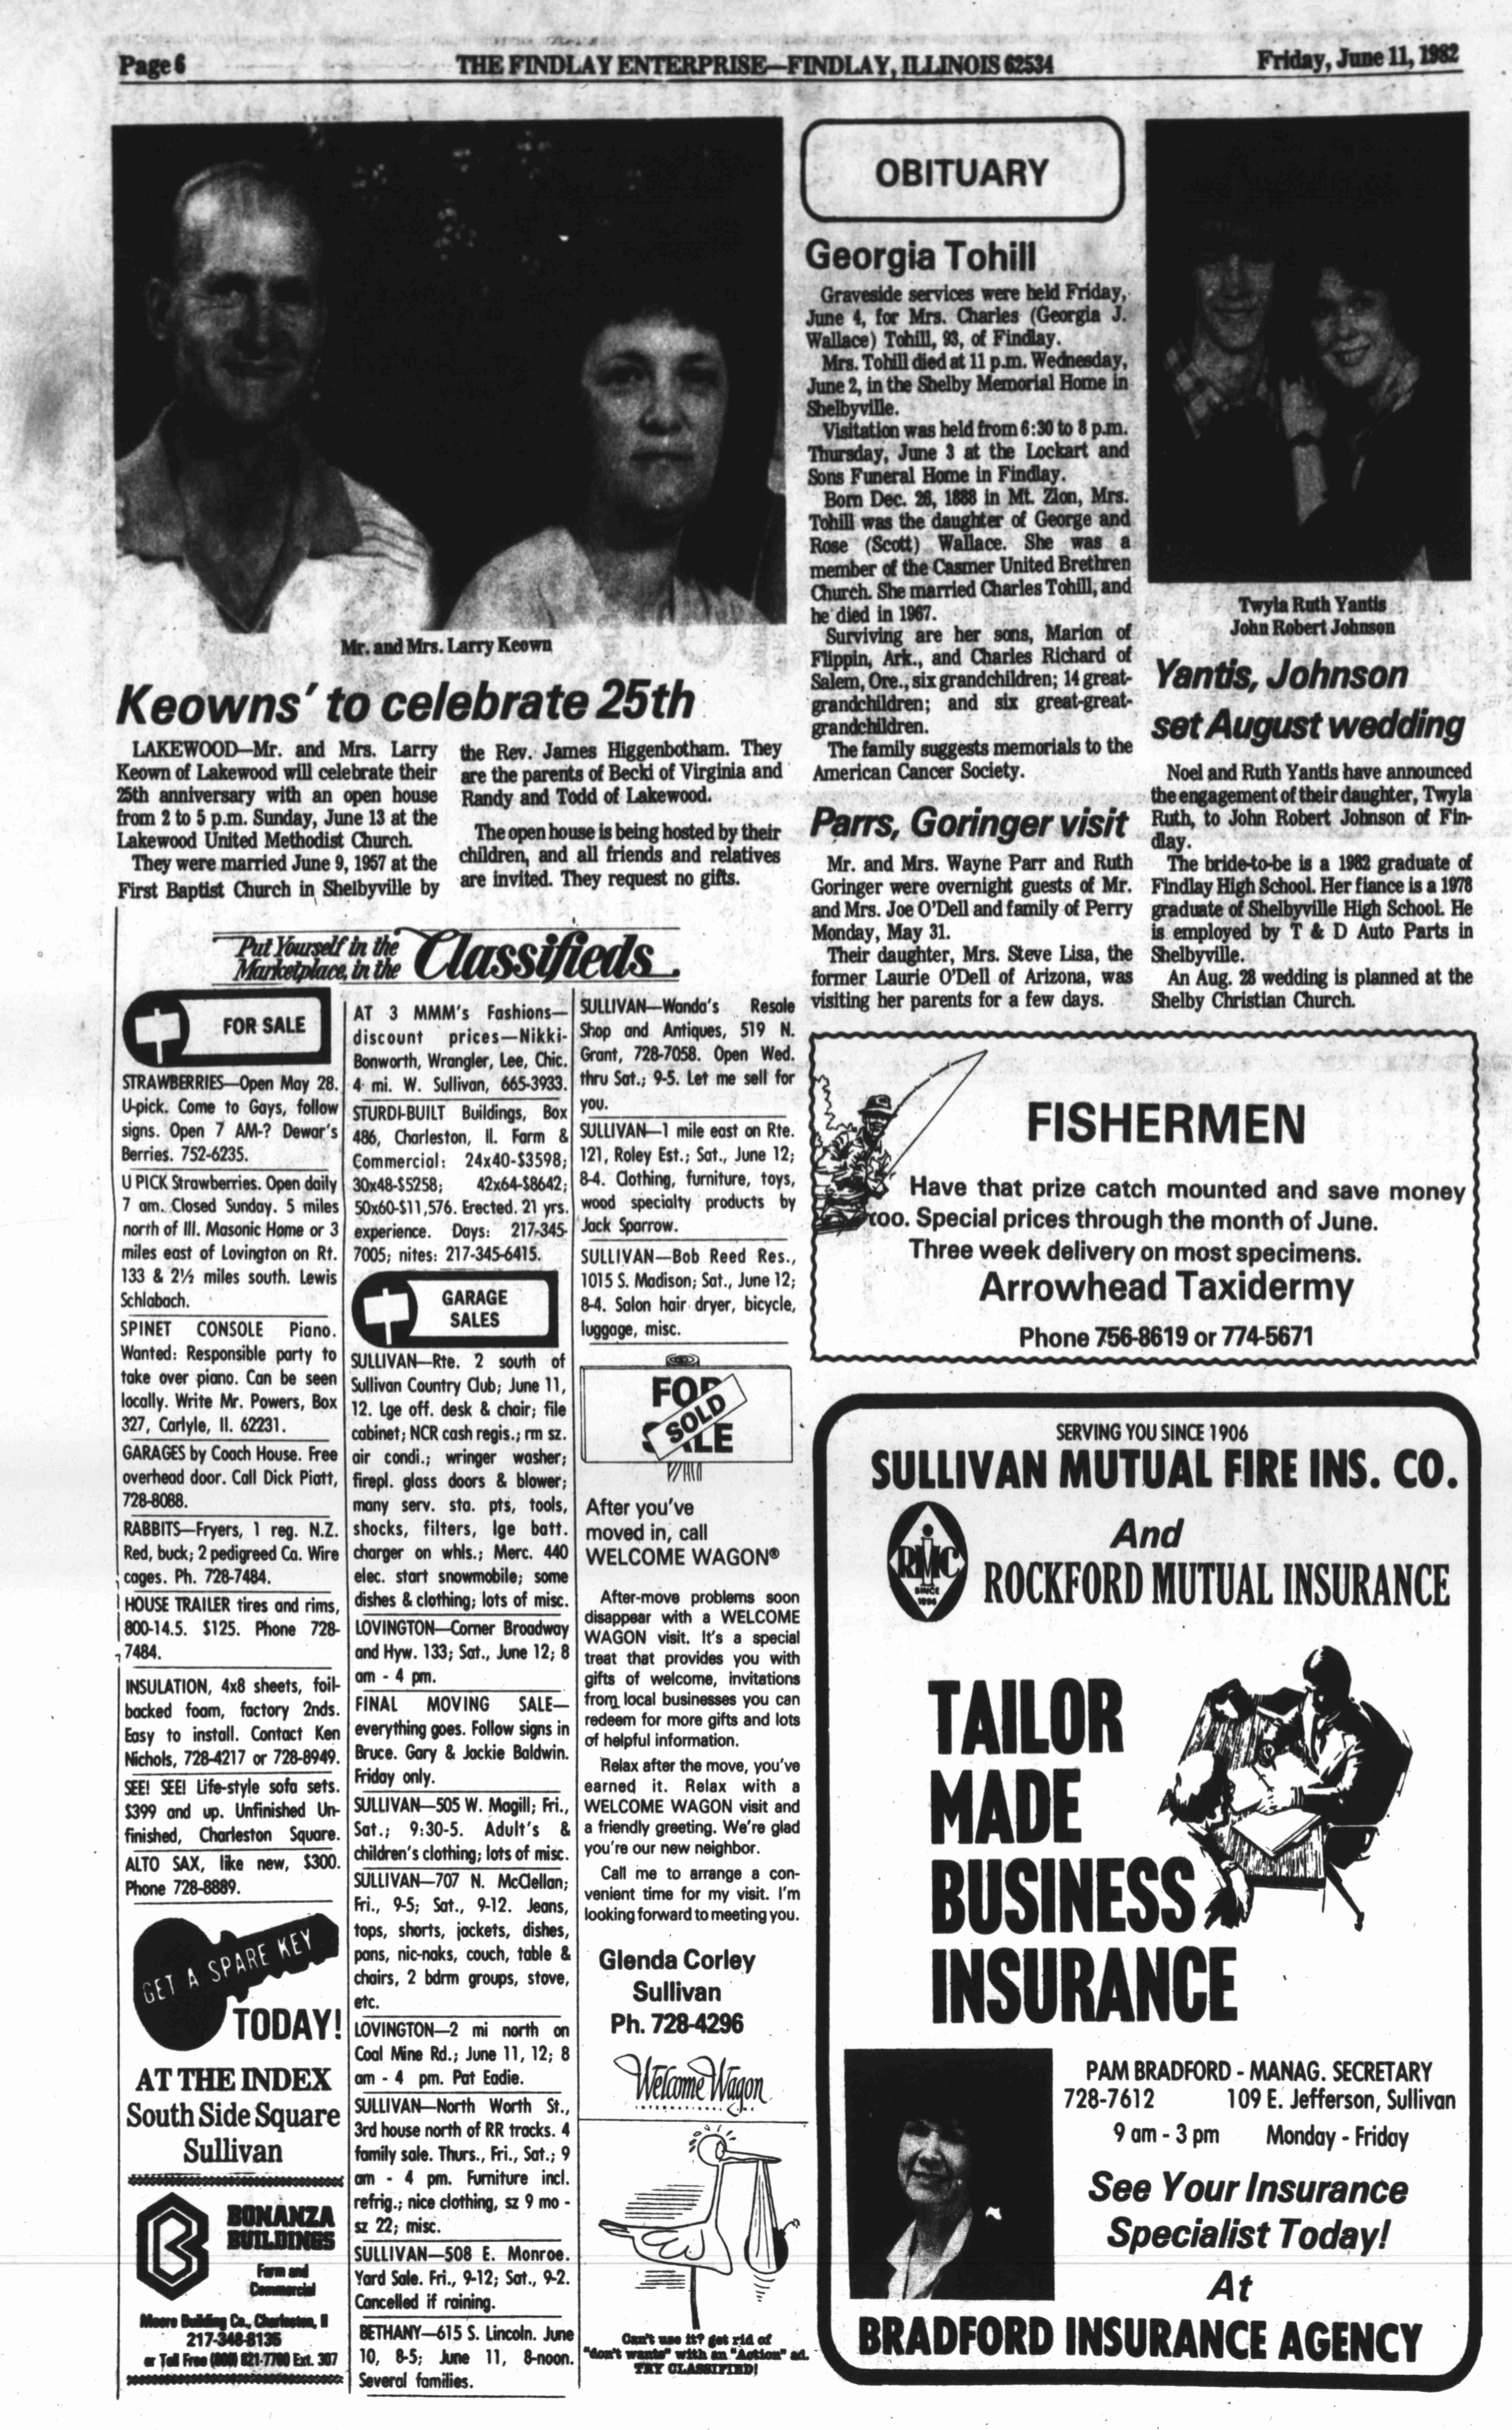 Page 6
THE FINDLAY ENTERPRISE—FINDLAY, ILLINOIS 62534
Friday, June 11, 1982
Mr. and Mrs. Larry Keown
Keowns' to celebrate 25th
LAKEWOOD—Mr. and Mrs. Larry
Keown of Lakewood will celebrate their
25th anniversary with an open house
from 2 to 5 p.m. Sunday, June 13 at the
Lakewood United Methodist Church.
They were married June 9, 1957 at the
First Baptist Church in Shelbyville by
the Rev. James Higgenbotham. They
are the parents of Becki of Virginia and
Randy and Todd of Lakewood.
The open house is being hosted by their
children, and all friends and relatives
are invited. They request no gifts.
OBITUARY
Georgia Tohill
Graveside services were held Friday,
June 4, for Mrs. Charles (Georgia J.
Wallace) Tohill, 93, of Findlay.
Mrs. Tohill died at 11 p.m. Wednesday,
June 2, in the Shelby Memorial Home in
Shelbyville.
Visitation was held from 6:30 to 8 p.m.
Thursday, June 3 at the Lockart and
Sons Funeral Home in Findlay.
Born Dec. 26, 1888 in Mt. Zion, Mrs.
Tohill was the daughter of George and
Rose (Scott) Wallace. She was a
member of the Casner United Brethren
Church. She married Charles Tohill, and
he died in 1967.
Surviving are her sons, Marion of
Flippin, Ark., and Charles Richard of
Salem, Ore., six grandchildren; 14 great-
grandchildren; and six great-great-
grandchildren.
The family suggests memorials to the
American Cancer Society.
Parrs, Goringer visit
Mr. and Mrs. Wayne Parr and Ruth
Goringer were overnight guests of Mr.
and Mrs. Joe O'Dell and family of Perry
Monday, May 31.
Their daughter, Mrs. Steve Lisa, the
former Laurie O'Dell of Arizona, was
visiting her parents for a few days.
Twyla Ruth Yantis
John Robert Johnson
Yantis, Johnson
set August wedding
Noel and Ruth Yantis have announced
the engagement of their daughter, Twyla
Ruth, to John Robert Johnson of Fin-
dlay.
The bride-to-be is a 1982 graduate of
Findlay High School. Her fiance is a 1978
graduate of Shelbyville High School. He
is employed by T & D Auto Parts in
Shelbyville.
An Aug. 28 wedding is planned at the
Shelby Christian Church.
Put Yourself in the
Marketplace, in the
Classifieds
FOR SALE
STRAWBERRIES—Open May 28.
U-pick. Come to Gays, follow
signs. Open 7 AM-? Dewar's
Berries. 752-6235.
U PICK Strawberries. Open daily
7 am. Closed Sunday. 5 miles
north of Ill. Masonic Home or 3
miles east of Lovington on Rt.
133 & 2½ miles south. Lewis
Schlabach.
SPINET CONSOLE Piano.
Wanted: Responsible party to
take over piano. Can be seen
locally. Write Mr. Powers, Box
327, Carlyle, Il. 62231.
GARAGES by Coach House. Free
overhead door. Call Dick Piatt,
728-8088.
RABBITS—Fryers, 1 reg. N.Z.
Red, buck; 2 pedigreed Ca. Wire
cages. Ph. 728-7484.
HOUSE TRAILER tires and rims,
800-14.5. $125. Phone 728-
7484.
INSULATION, 4x8 sheets, foil-
backed foam, factory 2nds.
Easy to install. Contact Ken
Nichols, 728-4217 or 728-8949.
SEE! SEE! Life-style sofa sets.
$399 and up. Unfinished Un-
finished, Charleston Square.
ALTO SAX, like new, $300.
Phone 728-8889.
GET A SPARE KEY
TODAY!
AT THE INDEX
South Side Square
Sullivan
BONANZA
BUILDINGS
Farm and
Commercial
Moore Building Co., Charleston, Il
217-348-8135
or Toll Free (800) 821-7700 Ext. 307
AT 3 MMM's Fashions—
discount prices—Nikki-
Bonworth, Wrangler, Lee, Chic.
4 mi. W. Sullivan, 665-3933.
STURDI-BUILT Buildings, Box
486, Charleston, Il. Farm &
Commercial: 24x40-$3598;
30x48-$5258; 42x64-$8642;
50x60-$11,576. Erected. 21 yrs.
experience. Days: 217-345-
7005; nites: 217-345-6415.
GARAGE
SALES
SULLIVAN—Rte. 2 south of
Sullivan Country Club; June 11,
12. Lge off. desk & chair; file
cabinet; NCR cash regis.; rm sz.
air condi.; wringer washer;
firepl. glass doors & blower;
many serv. sta. pts, tools,
shocks, filters, lge batt.
charger on whls.; Merc. 440
elec. start snowmobile; some
dishes & clothing; lots of misc.
LOVINGTON—Corner Broadway
and Hyw. 133; Sat., June 12; 8
am - 4 pm.
FINAL MOVING SALE—
everything goes. Follow signs in
Bruce. Gary & Jackie Baldwin.
Friday only.
SULLIVAN—505 W. Magill; Fri.,
Sat.; 9:30-5. Adult's &
children's clothing; lots of misc.
SULLIVAN—707 N. McClellan;
Fri., 9-5; Sat., 9-12. Jeans,
tops, shorts, jackets, dishes,
pans, nic-naks, couch, table &
chairs, 2 bdrm groups, stove,
etc.
LOVINGTON—2 mi north on
Coal Mine Rd.; June 11, 12; 8
am - 4 pm. Pat Eadie.
SULLIVAN—North Worth St.,
3rd house north of RR tracks. 4
family sale. Thurs., Fri., Sat.; 9
am - 4 pm. Furniture incl.
refrig.; nice clothing, sz 9 mo -
sz 22; misc.
SULLIVAN—508 E. Monroe.
Yard Sale. Fri., 9-12; Sat., 9-2.
Cancelled if raining.
BETHANY—615 S. Lincoln. June
10, 8-5; June 11, 8-noon.
Several families.
SULLIVAN—Wanda's Resale
Shop and Antiques, 519 N.
Grant, 728-7058. Open Wed.
thru Sat.; 9-5. Let me sell for
you.
SULLIVAN—1 mile east on Rte.
121, Roley Est.; Sat., June 12;
8-4. Clothing, furniture, toys,
wood specialty products by
Jack Sparrow.
SULLIVAN—Bob Reed Res.,
1015 S. Madison; Sat., June 12;
8-4. Salon hair dryer, bicycle,
luggage, misc.
FOR
SALE
SOLD
After you've
moved in, call
WELCOME WAGON®
After-move problems soon
disappear with a WELCOME
WAGON visit. It's a special
treat that provides you with
gifts of welcome, invitations
from local businesses you can
redeem for more gifts and lots
of helpful information.
Relax after the move, you've
earned it. Relax with a
WELCOME WAGON visit and
a friendly greeting. We're glad
you're our new neighbor.
Call me to arrange a con-
venient time for my visit. I'm
looking forward to meeting you.
Glenda Corley
Sullivan
Ph. 728-4296
Welcome Wagon
INTERNATIONAL, INC.
Can't use it? get rid of
"don't wants" with an "Action" ad.
TRY CLASSIFIED!
FISHERMEN
Have that prize catch mounted and save money
too. Special prices through the month of June.
Three week delivery on most specimens.
Arrowhead Taxidermy
Phone 756-8619 or 774-5671
SERVING YOU SINCE 1906
SULLIVAN MUTUAL FIRE INS. CO.
And
RMC
SINCE
1896
ROCKFORD MUTUAL INSURANCE
TAILOR
MADE
BUSINESS
INSURANCE
PAM BRADFORD - MANAG. SECRETARY
728-7612 109 E. Jefferson, Sullivan
9 am - 3 pm Monday - Friday
See Your Insurance
Specialist Today!
At
BRADFORD INSURANCE AGENCY